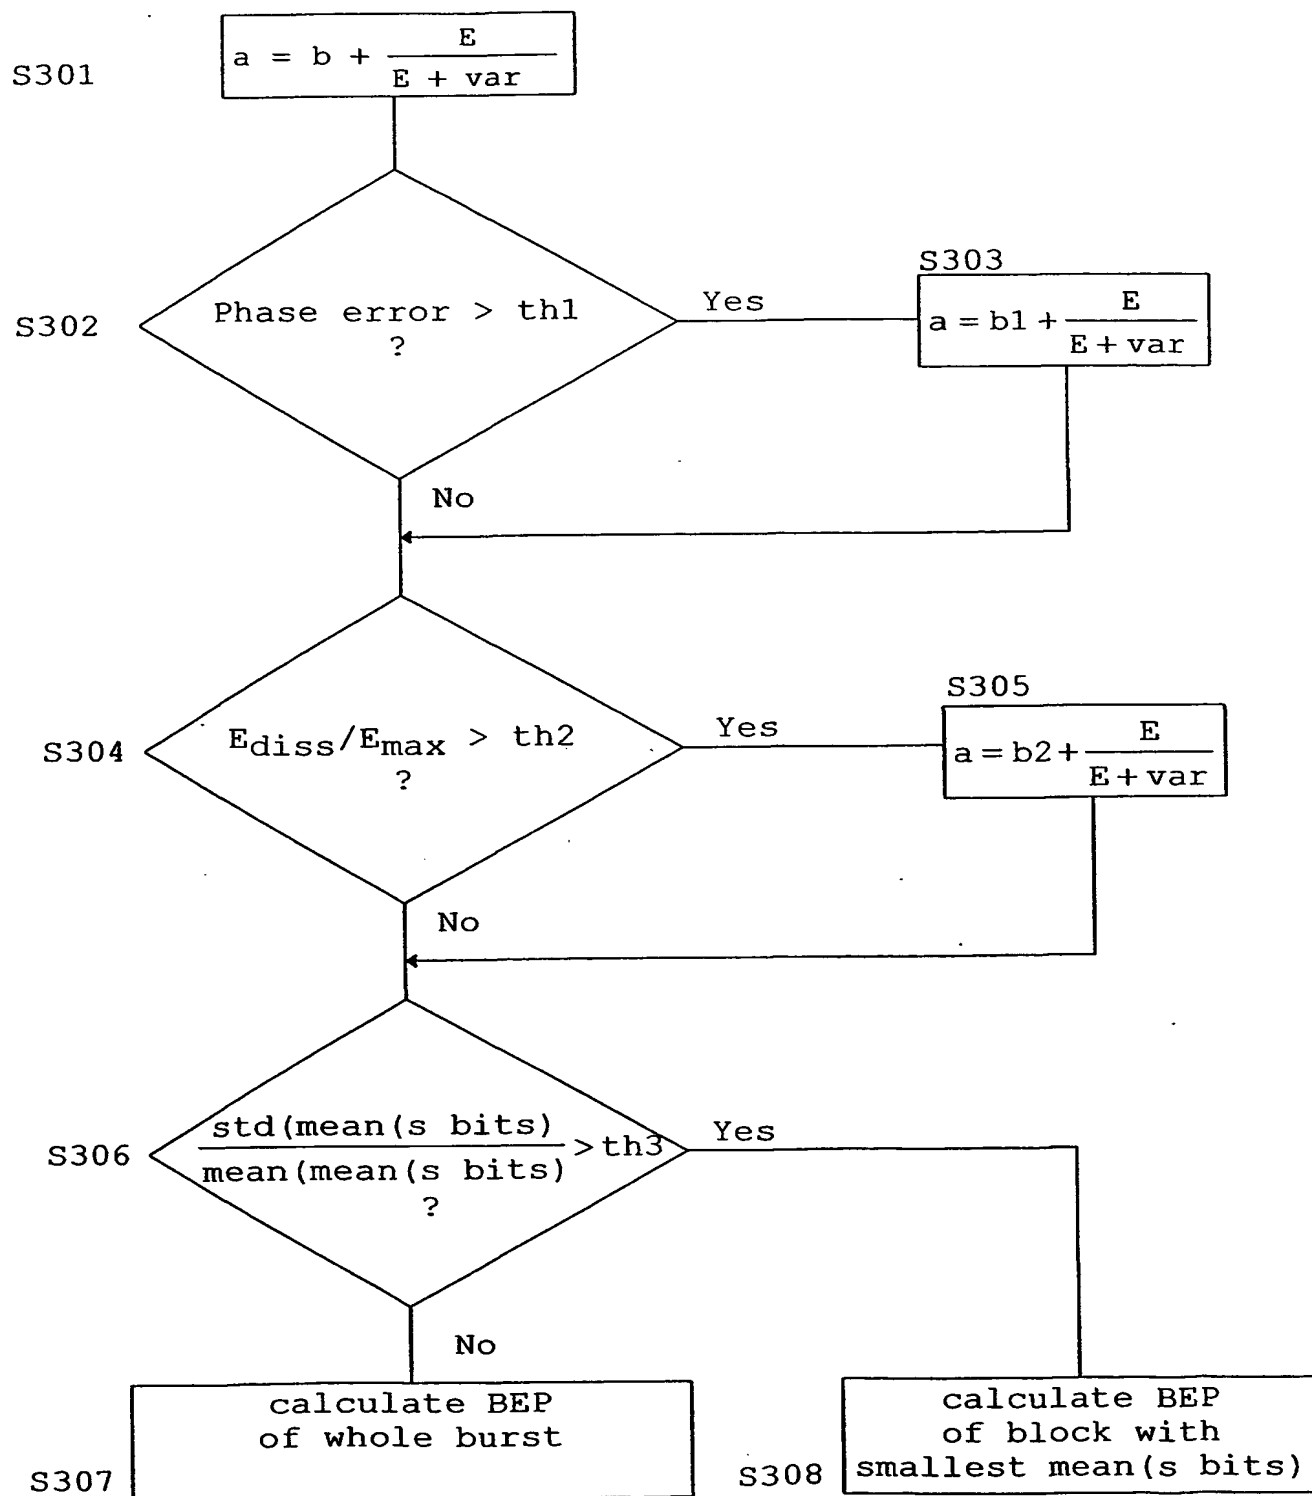 S301
a = b + E
E + var
S302
Phase error > th1
?
Yes
S303
a = b1 + E
E + var
No
S304
Ediss/Emax > th2
?
Yes
S305
a = b2 + E
E + var
No
S306
std(mean(s bits)
mean(mean(s bits)
> th3
?
Yes
No
S307
calculate BEP
of whole burst
S308
calculate BEP
of block with
smallest mean(s bits)